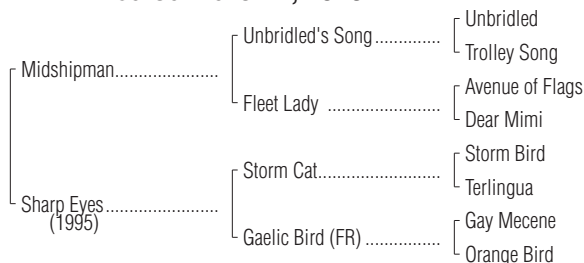 Unbridled
Unbridled's Song..............
Trolley Song
Midshipman......................
Avenue of Flags
Fleet Lady ........................
Dear Mimi
Storm Bird
Storm Cat..........................
Terlingua
Sharp Eyes........................
(1995)
Gay Mecene
Gaelic Bird (FR) ................
Orange Bird